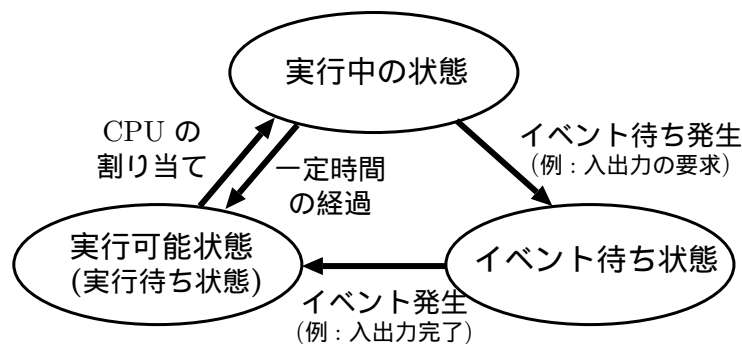 実行中の状態
CPU の
割り当て
一定時間
の経過
イベント待ち発生
(例：入出力の要求)
実行可能状態
(実行待ち状態)
イベント待ち状態
イベント発生
(例：入出力完了)